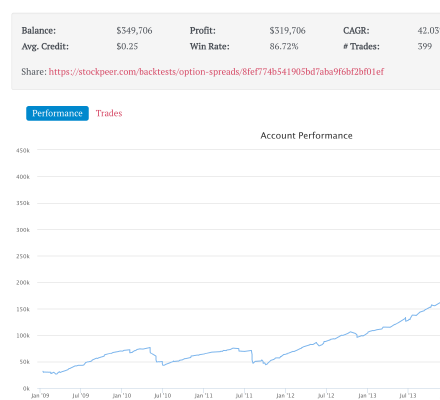 Balance: $349,706 Profit: $319,706 CAGR: 42.03
Avg. Credit: $0.25 Win Rate: 86.72% # Trades: 399
Share: https://stockpeer.com/backtests/option-spreads/8fef774b541905bd7aba9f6bf2bf01ef
Performance Trades
Account Performance
450k
400k
350k
300k
250k
200k
150k
100k
50k
0k
Jan '09 Jul '09 Jan '10 Jul '10 Jan '11 Jul '11 Jan '12 Jul '12 Jan '13 Jul '13